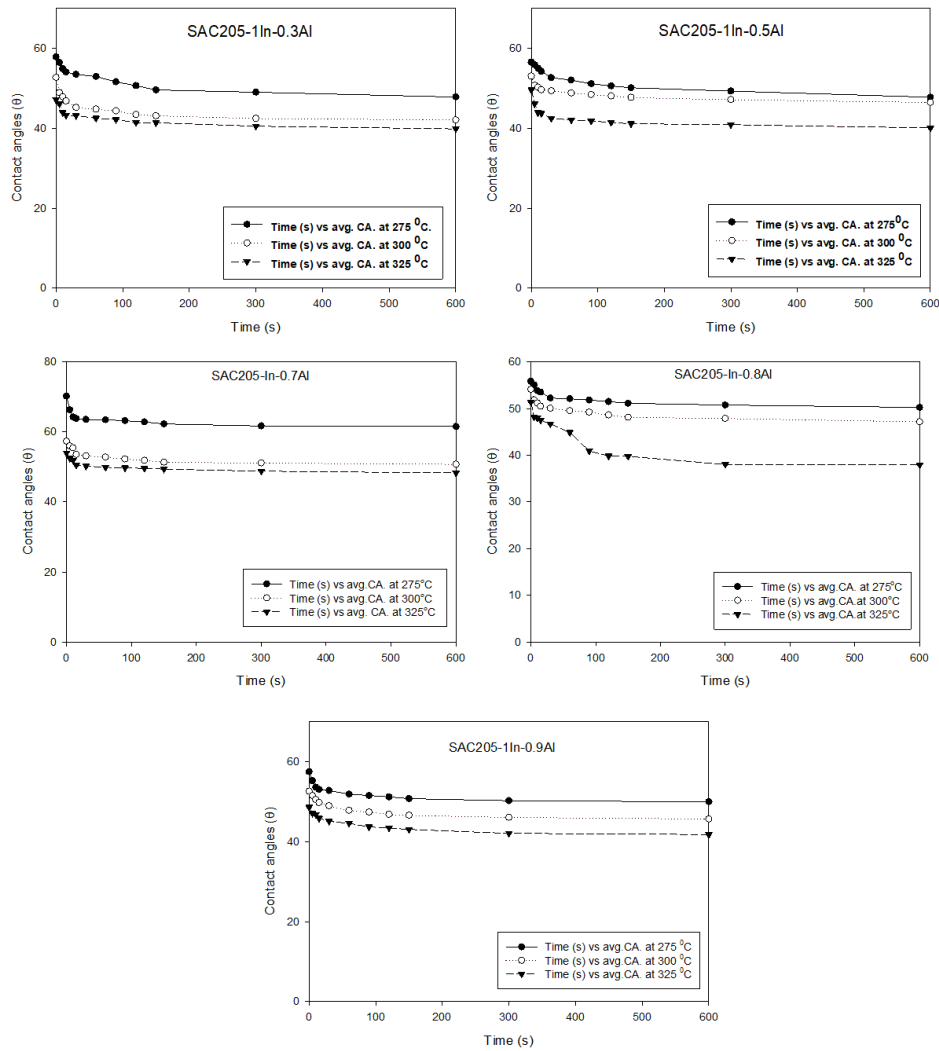 SAC205-1In-0.3Al
Contact angles (θ)
60
40
20
0
Time (s) vs avg. CA. at 275 ⁰C.
Time (s) vs avg. CA. at 300 ⁰C
Time (s) vs avg. CA. at 325 ⁰C
0 100 200 300 400 500 600
Time (s)
SAC205-1In-0.5Al
Contact angles (θ)
60
40
20
0
Time (s) vs avg. CA. at 275⁰C
Time (s) vs avg. CA. at 300 ⁰C
Time (s) vs avg. CA. at 325 ⁰C
0 100 200 300 400 500 600
Time (s)
SAC205-In-0.7Al
Contact angles (θ)
80
60
40
20
0
Time (s) vs avg.CA. at 275°C
Time (s) vs avg.CA. at 300°C
Time (s) vs avg.CA. at 325°C
0 100 200 300 400 500 600
Time (s)
SAC205-In-0.8Al
Contact angles (θ)
60
50
40
30
20
10
0
Time (s) vs avg.CA. at 275°C
Time (s) vs avg.CA.at 300°C
Time (s) vs avg.CA.at 325°C
0 100 200 300 400 500 600
Time (s)
SAC205-1In-0.9Al
Contact angles (θ)
60
40
20
0
Time (s) vs avg.CA. at 275 ⁰C
Time (s) vs avg.CA. at 300 ⁰C
Time (s) vs avg.CA. at 325 ⁰C
0 100 200 300 400 500 600
Time (s)